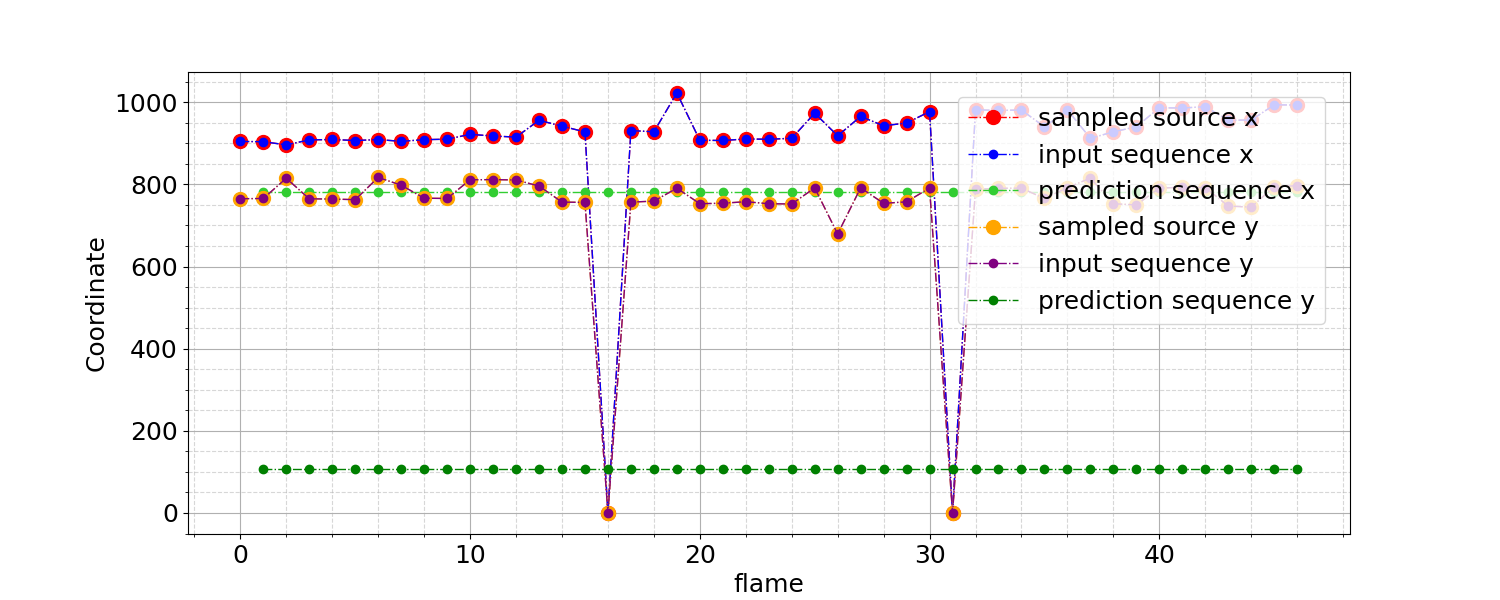 1000
800
600
400
200
0
Coordinate
sampled source x
input sequence x
prediction sequence x
sampled source y
input sequence y
prediction sequence y
0 10 20 30 40
flame